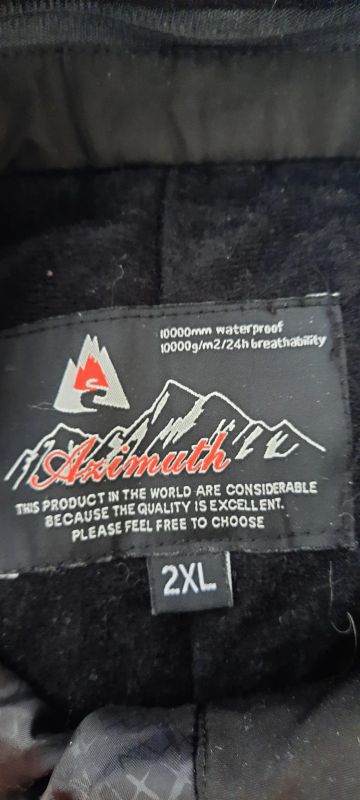 10000mm waterproof
10000g/m2/24h breathability
Azimuth
THIS PRODUCT IN THE WORLD ARE CONSIDERABLE
BECAUSE THE QUALITY IS EXCELLENT.
PLEASE FEEL FREE TO CHOOSE
2XL